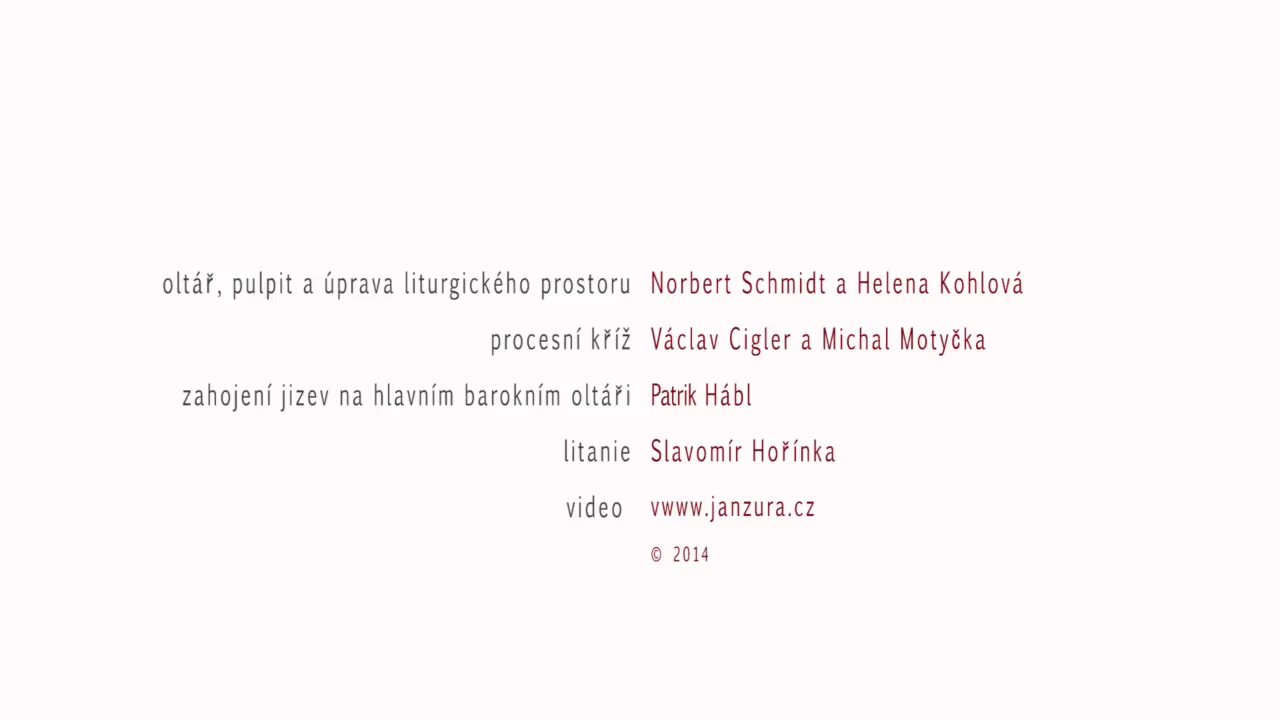 oltář, pulpit a úprava liturgického prostoru Norbert Schmidt a Helena Kohlová
procesní kříž Václav Cigler a Michal Motyčka
zahojení jizev na hlavním barokním oltáři Patrik Hábl
litanie Slavomír Hořínka
video vwww.janzura.cz
© 2014